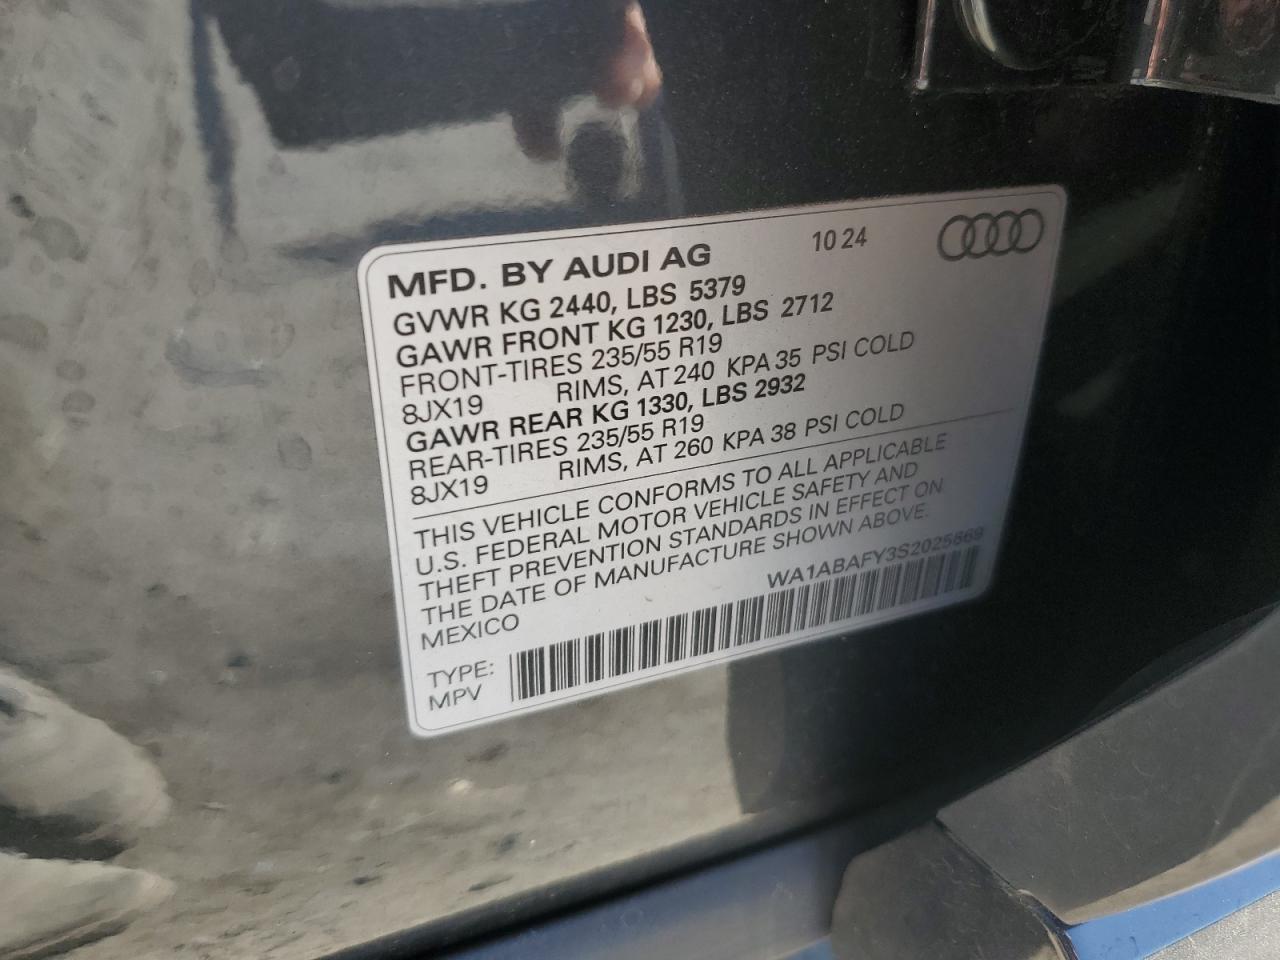 MFD. BY AUDI AG 10 24
GVWR KG 2440, LBS 5379
GAWR FRONT KG 1230, LBS 2712
FRONT-TIRES 235/55 R19
8JX19 RIMS, AT 240 KPA 35 PSI COLD
GAWR REAR KG 1330, LBS 2932
REAR-TIRES 235/55 R19
8JX19 RIMS, AT 260 KPA 38 PSI COLD
THIS VEHICLE CONFORMS TO ALL APPLICABLE
U.S. FEDERAL MOTOR VEHICLE SAFETY AND
THEFT PREVENTION STANDARDS IN EFFECT ON
THE DATE OF MANUFACTURE SHOWN ABOVE.
MEXICO WA1ABAFY3S2025869
TYPE:
MPV